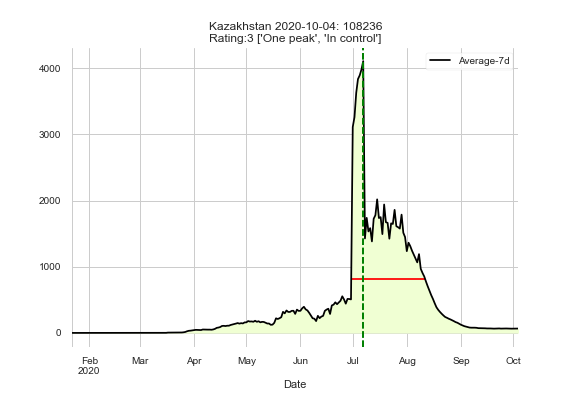 Kazakhstan 2020-10-04: 108236
Rating:3 ['One peak', 'In control']
Average-7d
4000
3000
2000
1000
0
Feb Mar Apr May Jun Jul Aug Sep Oct
2020
Date